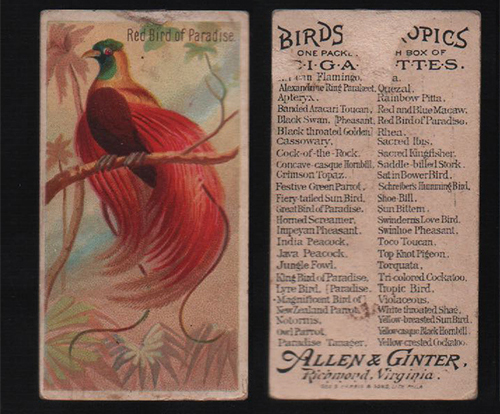 Red Bird of Paradise.
BIRDS TROPICS
ONE PACKED BOX OF
CIGA TTES.
Flamingo.
Alexandrine Ring Parakeet.
Apteryx.
Banded Aracari Toucan.
Black Swan. [Pheasant.
Black throated Golden
Cassowary.
Cock-of-the-Rock.
Concave-casque Hornbill.
Crimson Topaz.
Festive Green Parrot.
Fiery-tailed Sun Bird.
Great Bird of Paradise.
Horned Screamer.
Impeyan Pheasant.
India Peacock.
Java Peacock.
Jungle Fowl.
King Bird of Paradise.
Lyre Bird. [Paradise.
Magnificent Bird of
New Zealand Parrot
Notornis.
Owl Parrot.
Paradise Tanager.
Quezal.
Rainbow Pitta.
Red and Blue Macaw.
Red Bird of Paradise.
Rhea.
Sacred Ibis.
Sacred Kingfisher.
Saddle-billed Stork.
Satin Bower Bird.
Schreiber's Humming Bird.
Shoe-Bill.
Sun Bittern.
Swinderns Love Bird.
Swinhoe Pheasant.
Toco Toucan.
Top Knot Pigeon.
Torquata.
Tri-colored Cockatoo.
Tropic Bird.
Violaceous.
White throated Shag.
Yellow-breasted Sun Bird.
Yellow casque Black Hornbill.
Yellow-crested Cockatoo.
ALLEN & GINTER,
Richmond, Virginia.